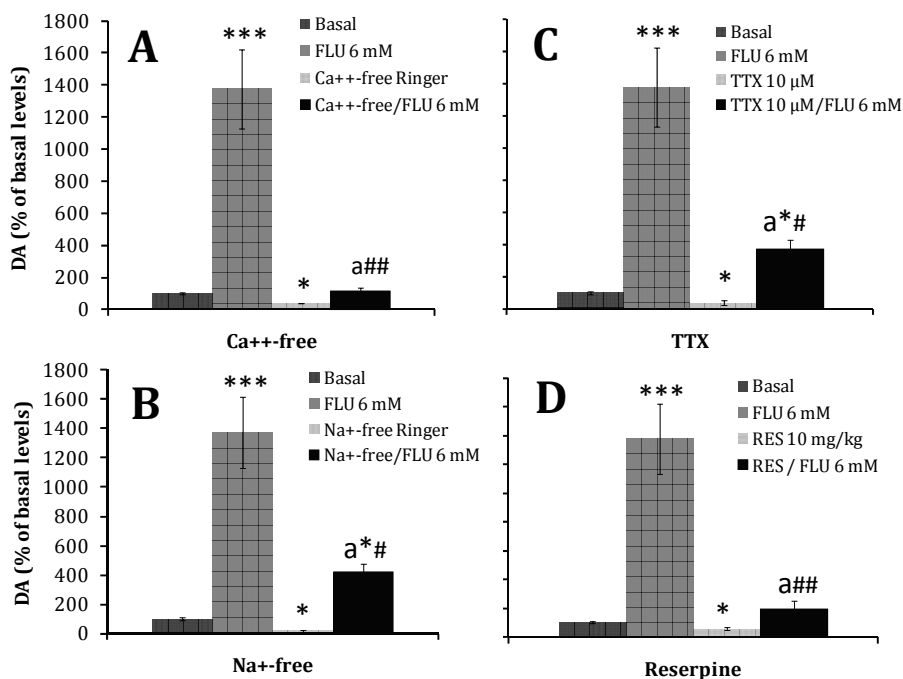 A
DA (% of basal levels)
1800
1600
1400
1200
1000
800
600
400
200
0
***
*
a##
Basal
FLU 6 mM
Ca++-free Ringer
Ca++-free/FLU 6 mM
Ca++-free
C
***
*
a*#
Basal
FLU 6 mM
TTX 10 µM
TTX 10 µM/FLU 6 mM
TTX
B
DA (% of basal levels)
1800
1600
1400
1200
1000
800
600
400
200
0
***
*
a*#
Basal
FLU 6 mM
Na+-free Ringer
Na+-free/FLU 6 mM
Na+-free
D
***
*
a##
Basal
FLU 6 mM
RES 10 mg/kg
RES / FLU 6 mM
Reserpine